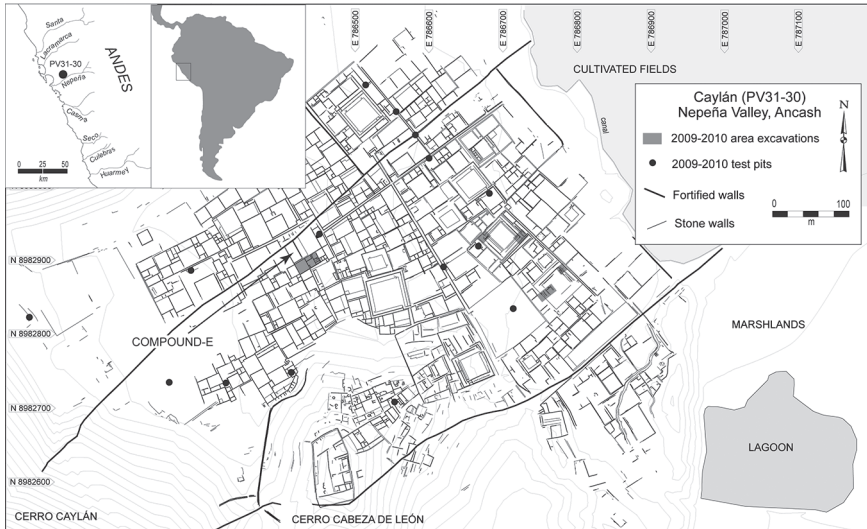 Santa
Lacramarca
PV31-30
Nepeña
Casma
Seco
Culebras
Huarmey
ANDES
0 25 50
km
E 786500
E 786600
E 786700
E 786800
E 786900
E 787000
E 787100
CULTIVATED FIELDS
canal
Caylán (PV31-30)
Nepeña Valley, Ancash
N
2009-2010 area excavations
2009-2010 test pits
Fortified walls
Stone walls
0 100
m
N 8982900
N 8982800
N 8982700
N 8982600
COMPOUND-E
MARSHLANDS
LAGOON
CERRO CAYLÁN
CERRO CABEZA DE LEÓN